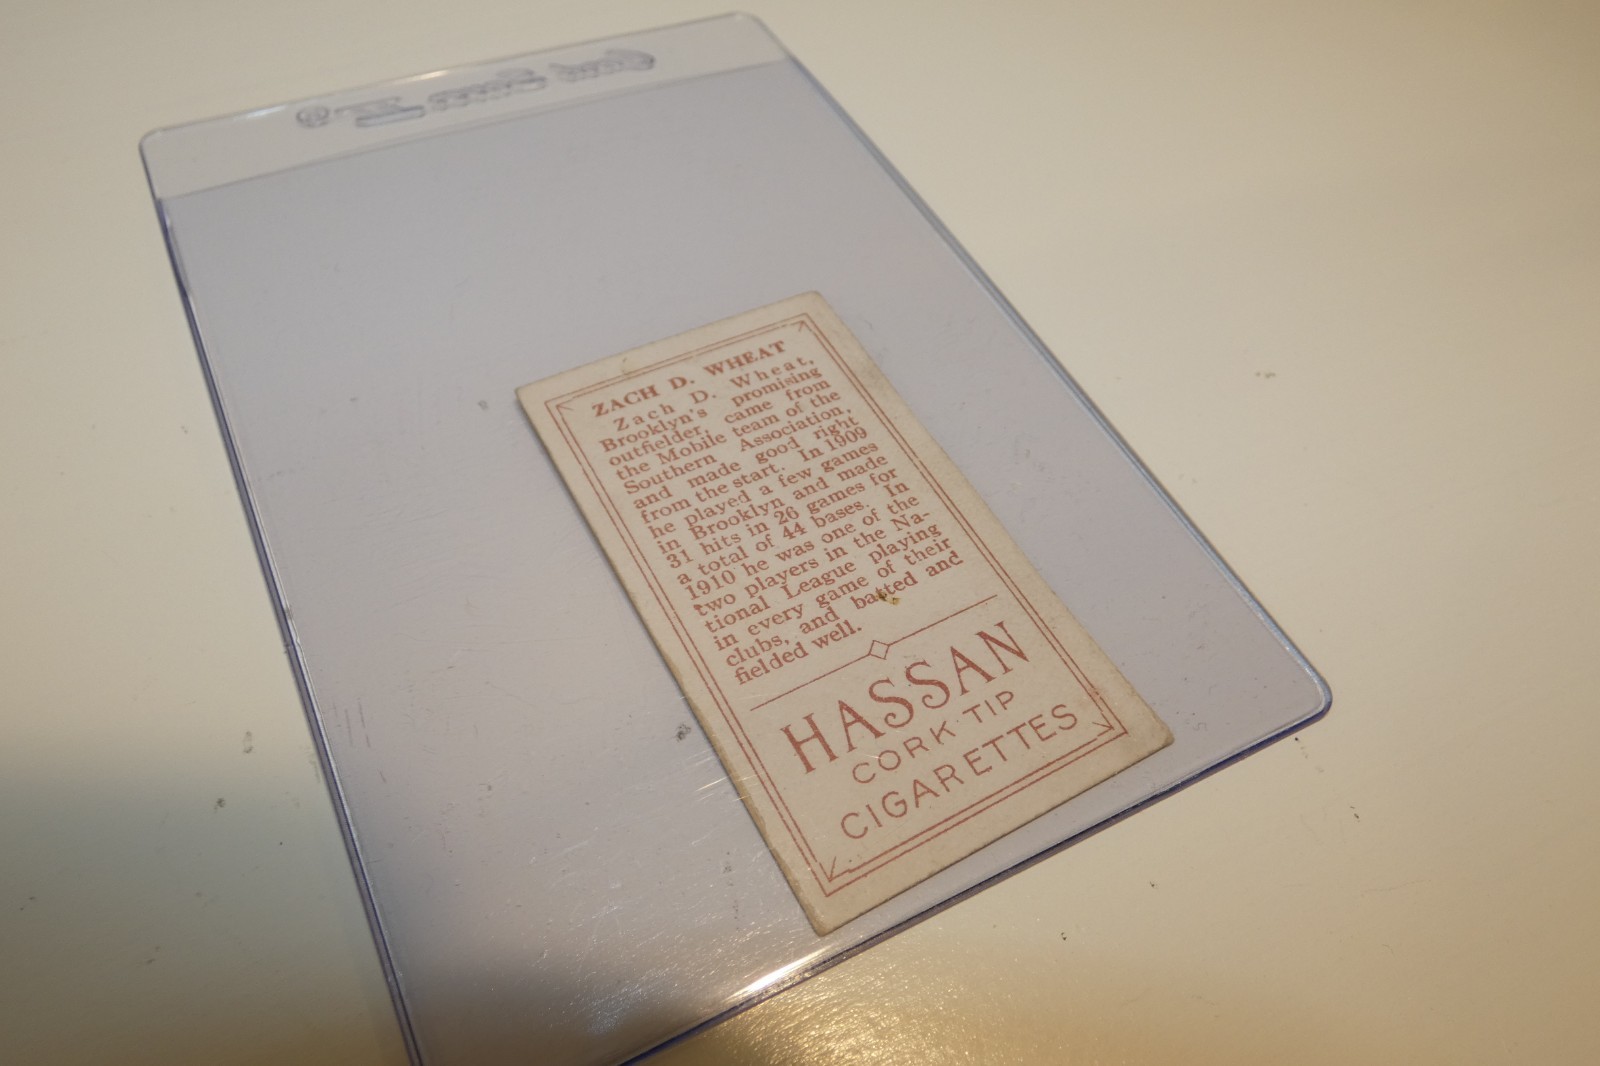 ZACH D. WHEAT
Zach D. Wheat,
Brooklyn's promising
outfielder, came from
the Mobile team of the
Southern Association,
and made good right
from the start. In 1909
he played a few games
in Brooklyn and made
31 hits in 26 games for
a total of 44 bases. In
1910 he was one of the
two players in the Na-
tional League playing
in every game of their
clubs, and batted and
fielded well.
HASSAN
CORK TIP
CIGARETTES